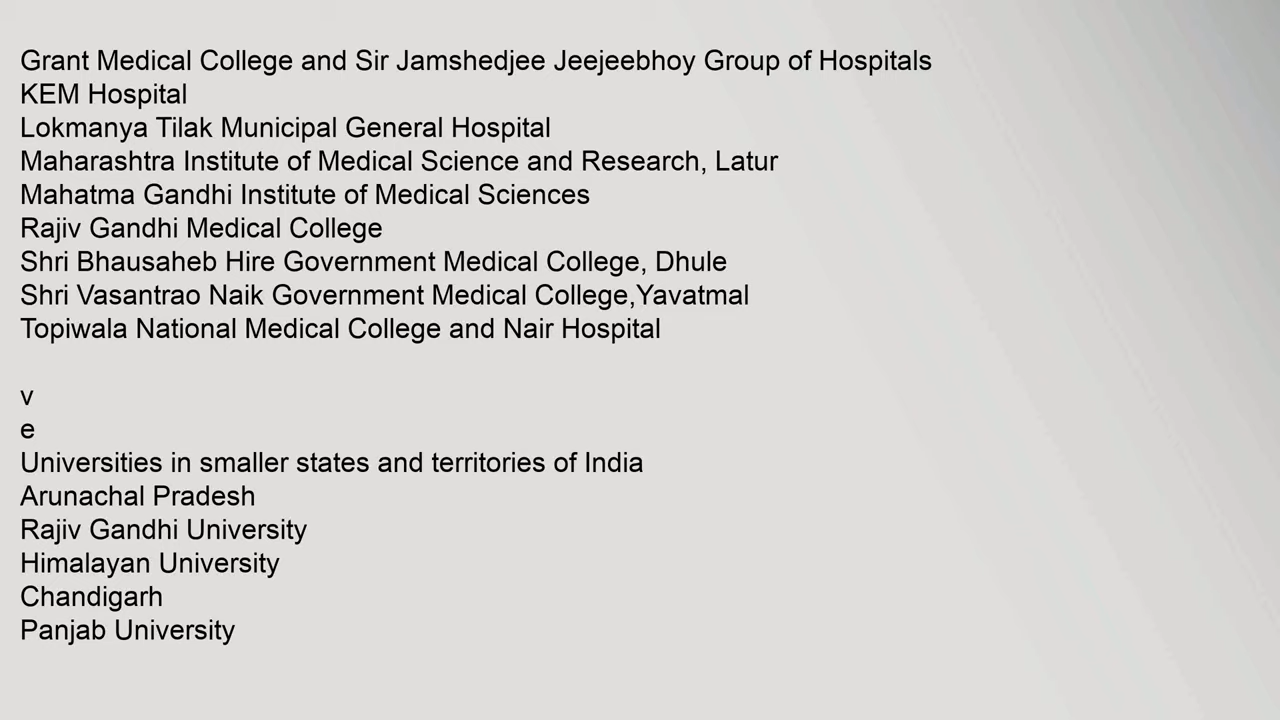 Grant Medical College and Sir Jamshedjee Jeejeebhoy Group of Hospitals
KEM Hospital
Lokmanya Tilak Municipal General Hospital
Maharashtra Institute of Medical Science and Research, Latur
Mahatma Gandhi Institute of Medical Sciences
Rajiv Gandhi Medical College
Shri Bhausaheb Hire Government Medical College, Dhule
Shri Vasantrao Naik Government Medical College,Yavatmal
Topiwala National Medical College and Nair Hospital
v
e
Universities in smaller states and territories of India
Arunachal Pradesh
Rajiv Gandhi University
Himalayan University
Chandigarh
Panjab University